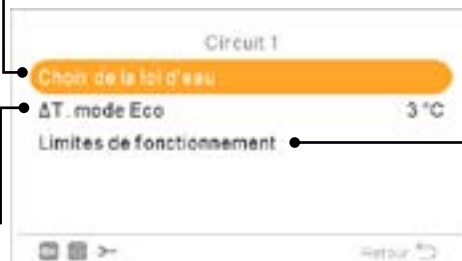 Circuit 1
Choix de la loi d'eau
ΔT. mode Eco 3 °C
Limites de fonctionnement
Retour